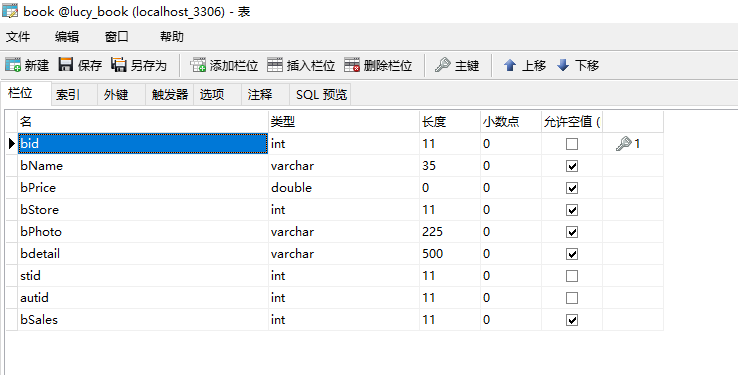 book @lucy_book (localhost_3306) - 表
文件 编辑 窗口 帮助
新建 保存 另存为 添加栏位 插入栏位 删除栏位 主键 上移 下移
栏位 索引 外键 触发器 选项 注释 SQL 预览
名 类型 长度 小数点 允许空值 (
bid int 11 0 1
bName varchar 35 0
bPrice double 0 0
bStore int 11 0
bPhoto varchar 225 0
bdetail varchar 500 0
stid int 11 0
autid int 11 0
bSales int 11 0